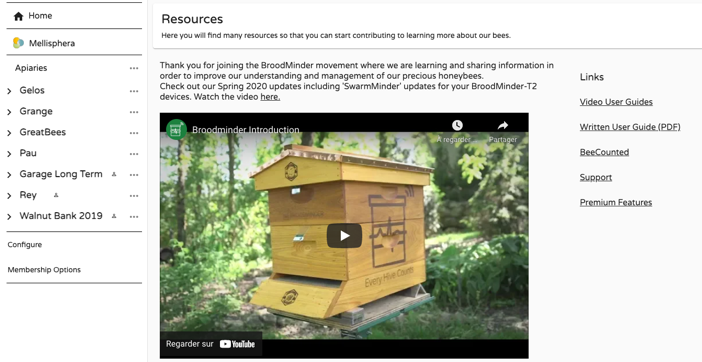 Home
Mellisphera
Apiaries
Gelos
Grange
GreatBees
Pau
Garage Long Term
Rey
Walnut Bank 2019
Configure
Membership Options
Resources
Here you will find many resources so that you can start contributing to learning more about our bees.
Thank you for joining the BroodMinder movement where we are learning and sharing information in
order to improve our understanding and management of our precious honeybees.
Check out our Spring 2020 updates including 'SwarmMinder' updates for your BroodMinder-T2
devices. Watch the video here.
Broodminder Introduction
A regarder
Partager
Every Hive Counts
Regarder sur YouTube
Links
Video User Guides
Written User Guide (PDF)
BeeCounted
Support
Premium Features